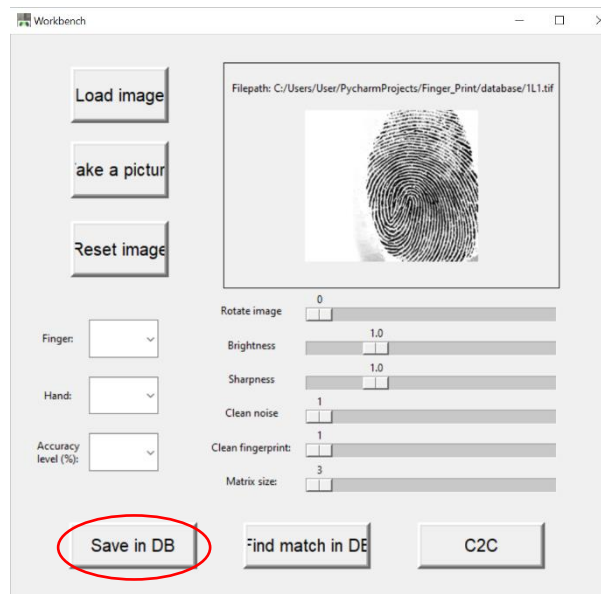 Workbench
Load image
Filepath: C:/Users/User/PycharmProjects/Finger_Print/database/1L1.tif
ake a pictur
Reset image
0
Rotate image
1.0
Finger:
Brightness
1.0
Sharpness
Hand:
1
Clean noise
1
Accuracy
level (%):
Clean fingerprint:
3
Matrix size:
Save in DB
Find match in DB
C2C